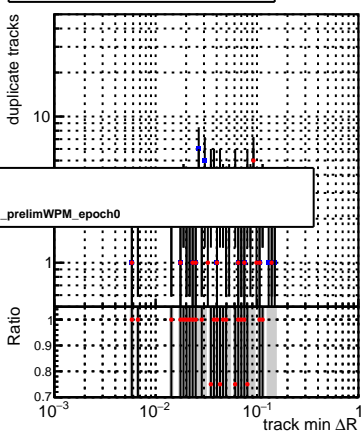 duplicate tracks
10
_prelimWPM_epoch0
1
Ratio
1
0.9
0.8
0.7
10⁻³ 10⁻² 10⁻¹ 1
track min ΔR